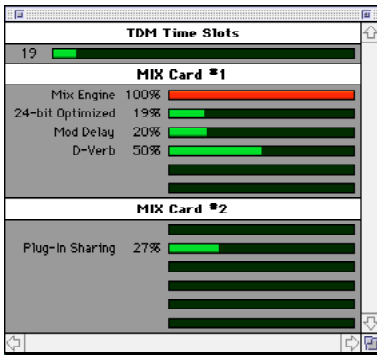 TDM Time Slots
19
MIX Card #1
Mix Engine 100%
24-bit Optimized 19%
Mod Delay 20%
D-Verb 50%
MIX Card #2
Plug-In Sharing 27%